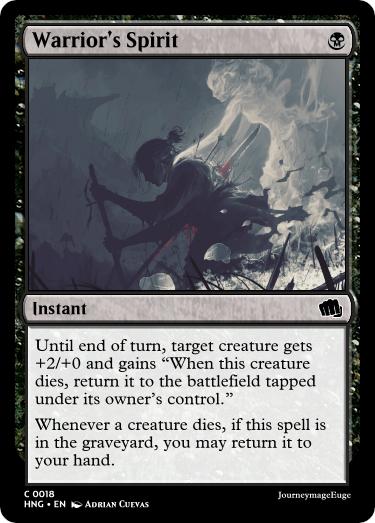 Warrior's Spirit
Instant
Until end of turn, target creature gets
+2/+0 and gains “When this creature
dies, return it to the battlefield tapped
under its owner's control.”
Whenever a creature dies, if this spell is
in the graveyard, you may return it to
your hand.
C 0018
HNG • EN Adrian Cuevas
JourneymageEuge